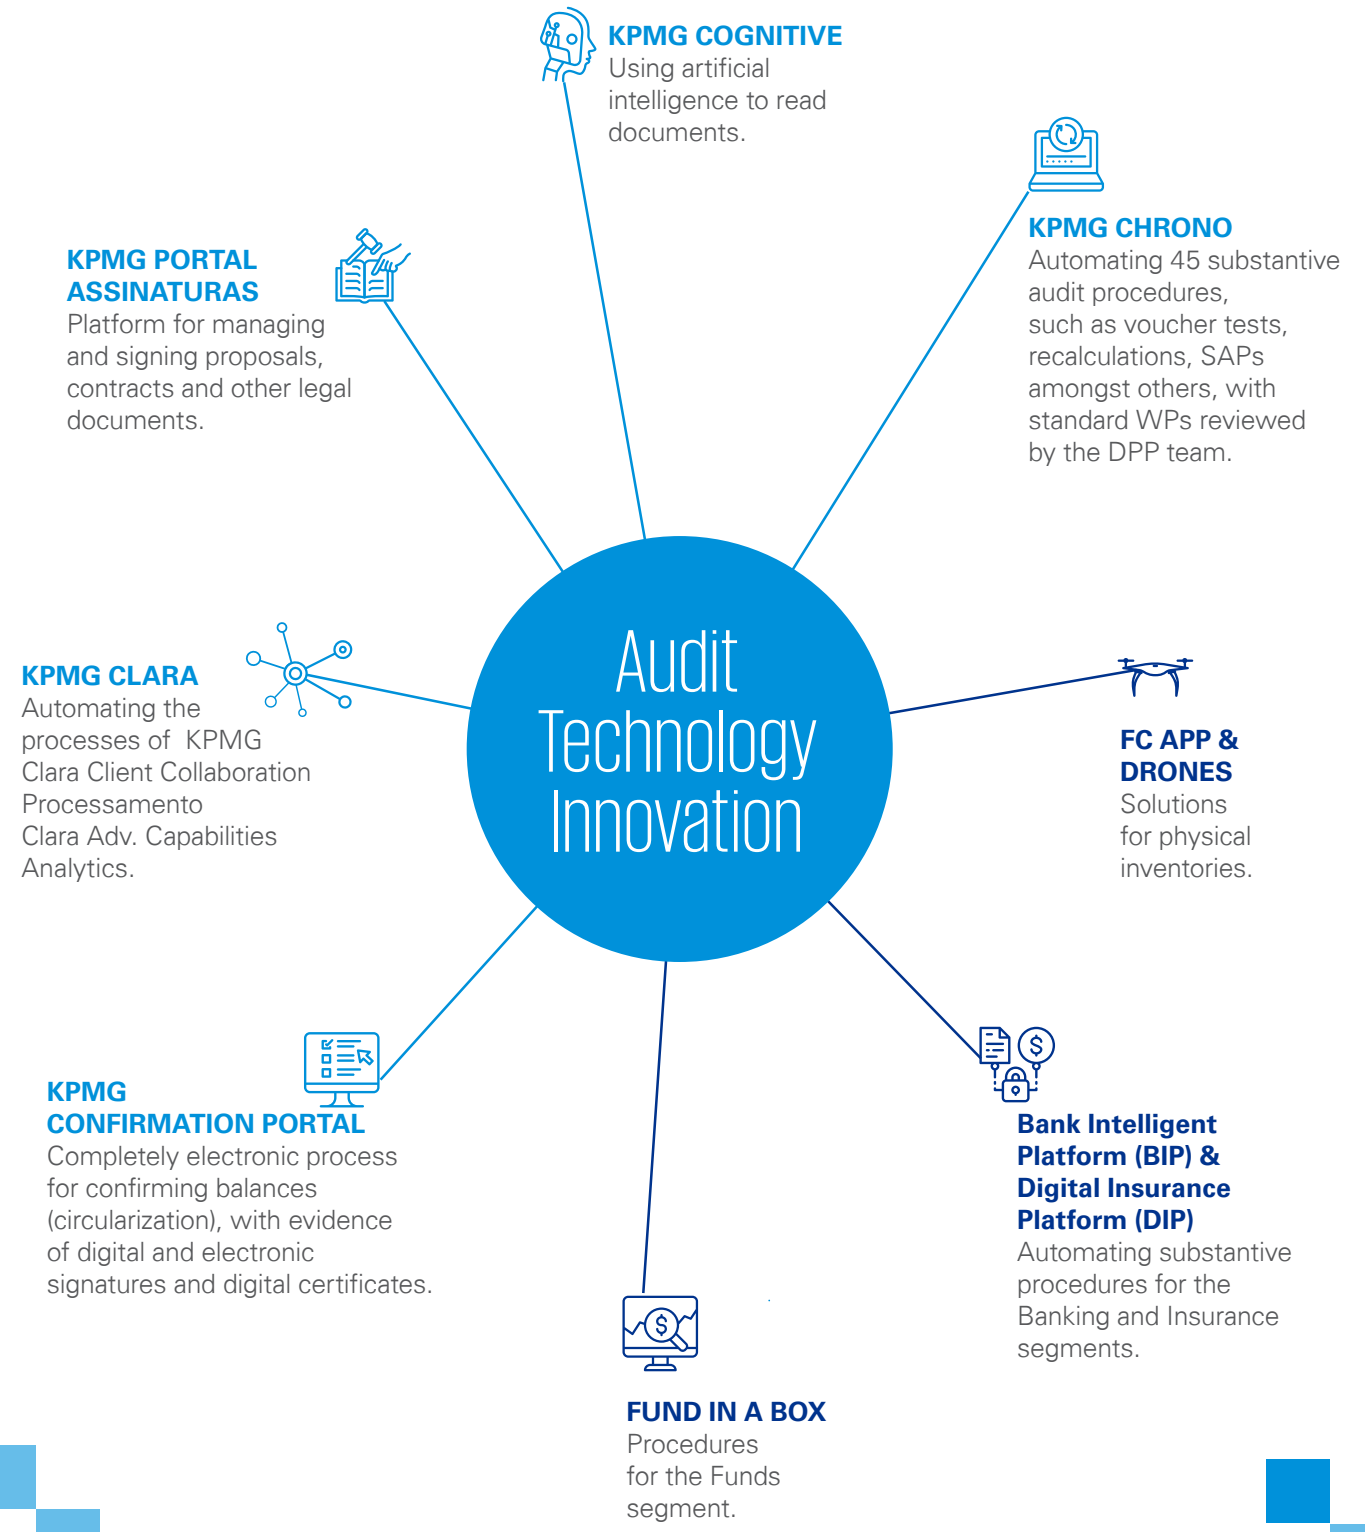 KPMG COGNITIVE
Using artificial
intelligence to read
documents.
KPMG CHRONO
Automating 45 substantive
audit procedures,
such as voucher tests,
recalculations, SAPs
amongst others, with
standard WPs reviewed
by the DPP team.
KPMG PORTAL
ASSINATURAS
Platform for managing
and signing proposals,
contracts and other legal
documents.
Audit
Technology
Innovation
KPMG CLARA
Automating the
processes of KPMG
Clara Client Collaboration
Processamento
Clara Adv. Capabilities
Analytics.
FC APP &
DRONES
Solutions
for physical
inventories.
KPMG
CONFIRMATION PORTAL
Completely electronic process
for confirming balances
(circularization), with evidence
of digital and electronic
signatures and digital certificates.
Bank Intelligent
Platform (BIP) &
Digital Insurance
Platform (DIP)
Automating substantive
procedures for the
Banking and Insurance
segments.
FUND IN A BOX
Procedures
for the Funds
segment.